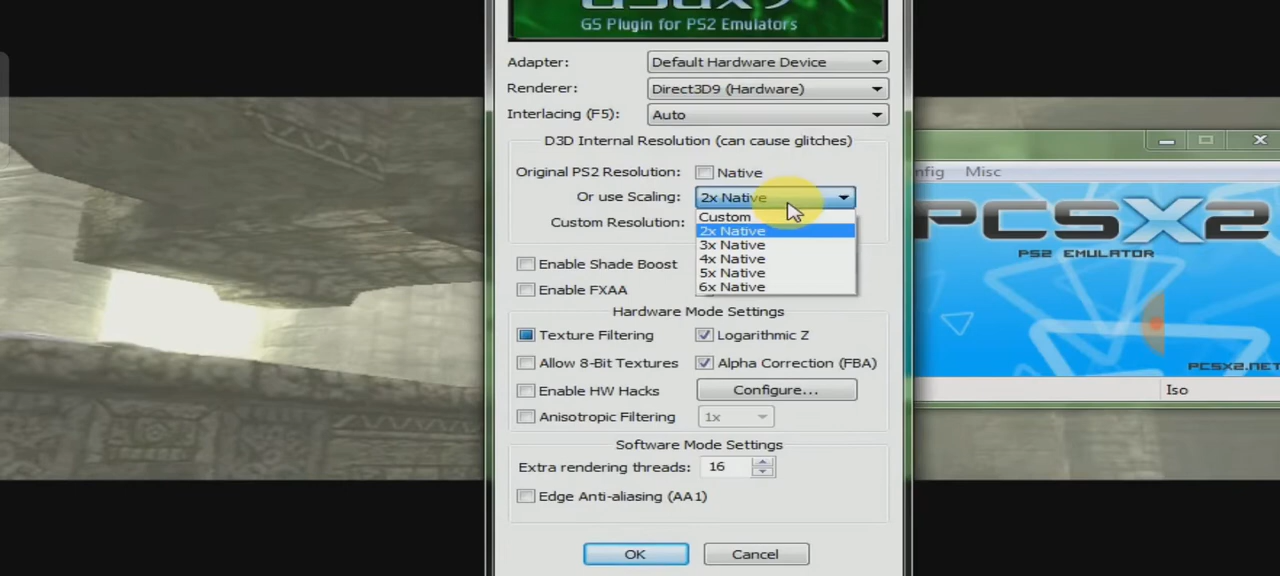 GS Plugin for PS2 Emulators
Adapter: Default Hardware Device
Renderer: Direct3D9 (Hardware)
Interlacing (F5): Auto
D3D Internal Resolution (can cause glitches)
Original PS2 Resolution: Native
Or use Scaling: 2x Native
Custom
2x Native
3x Native
4x Native
5x Native
6x Native
Custom Resolution:
Enable Shade Boost
Enable FXAA
Hardware Mode Settings
Texture Filtering Logarithmic Z
Allow 8-Bit Textures Alpha Correction (FBA)
Enable HW Hacks Configure...
Anisotropic Filtering 1x
Software Mode Settings
Extra rendering threads: 16
Edge Anti-aliasing (AA1)
OK Cancel
Misc
PCSX2
PS2 EMULATOR
PCSX2.NET
Iso